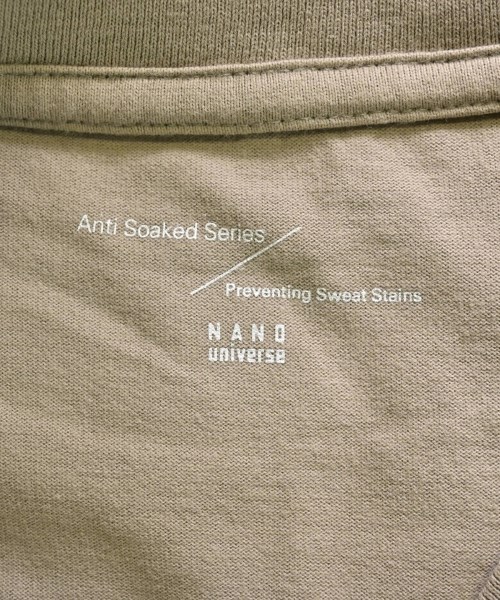 Anti Soaked Series
Preventing Sweat Stains
NANO
universe